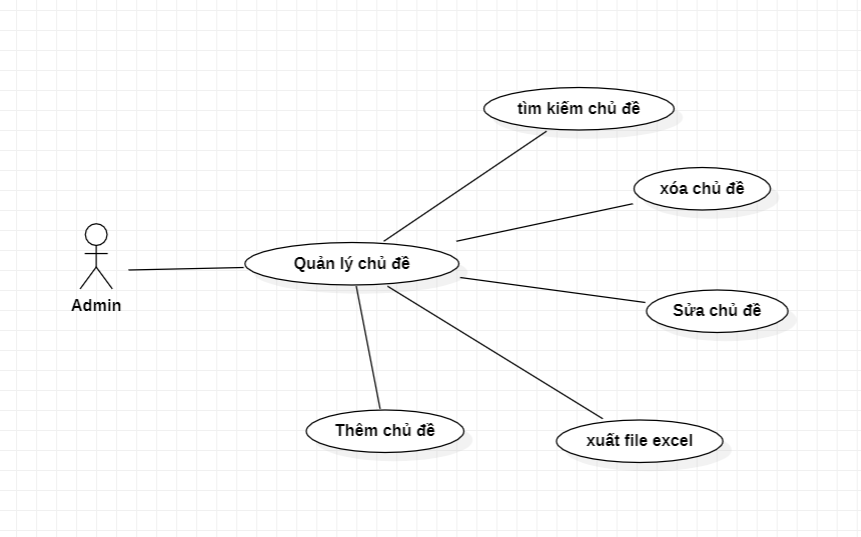 tìm kiếm chủ đề
xóa chủ đề
Quản lý chủ đề
Admin
Sửa chủ đề
Thêm chủ đề
xuất file excel